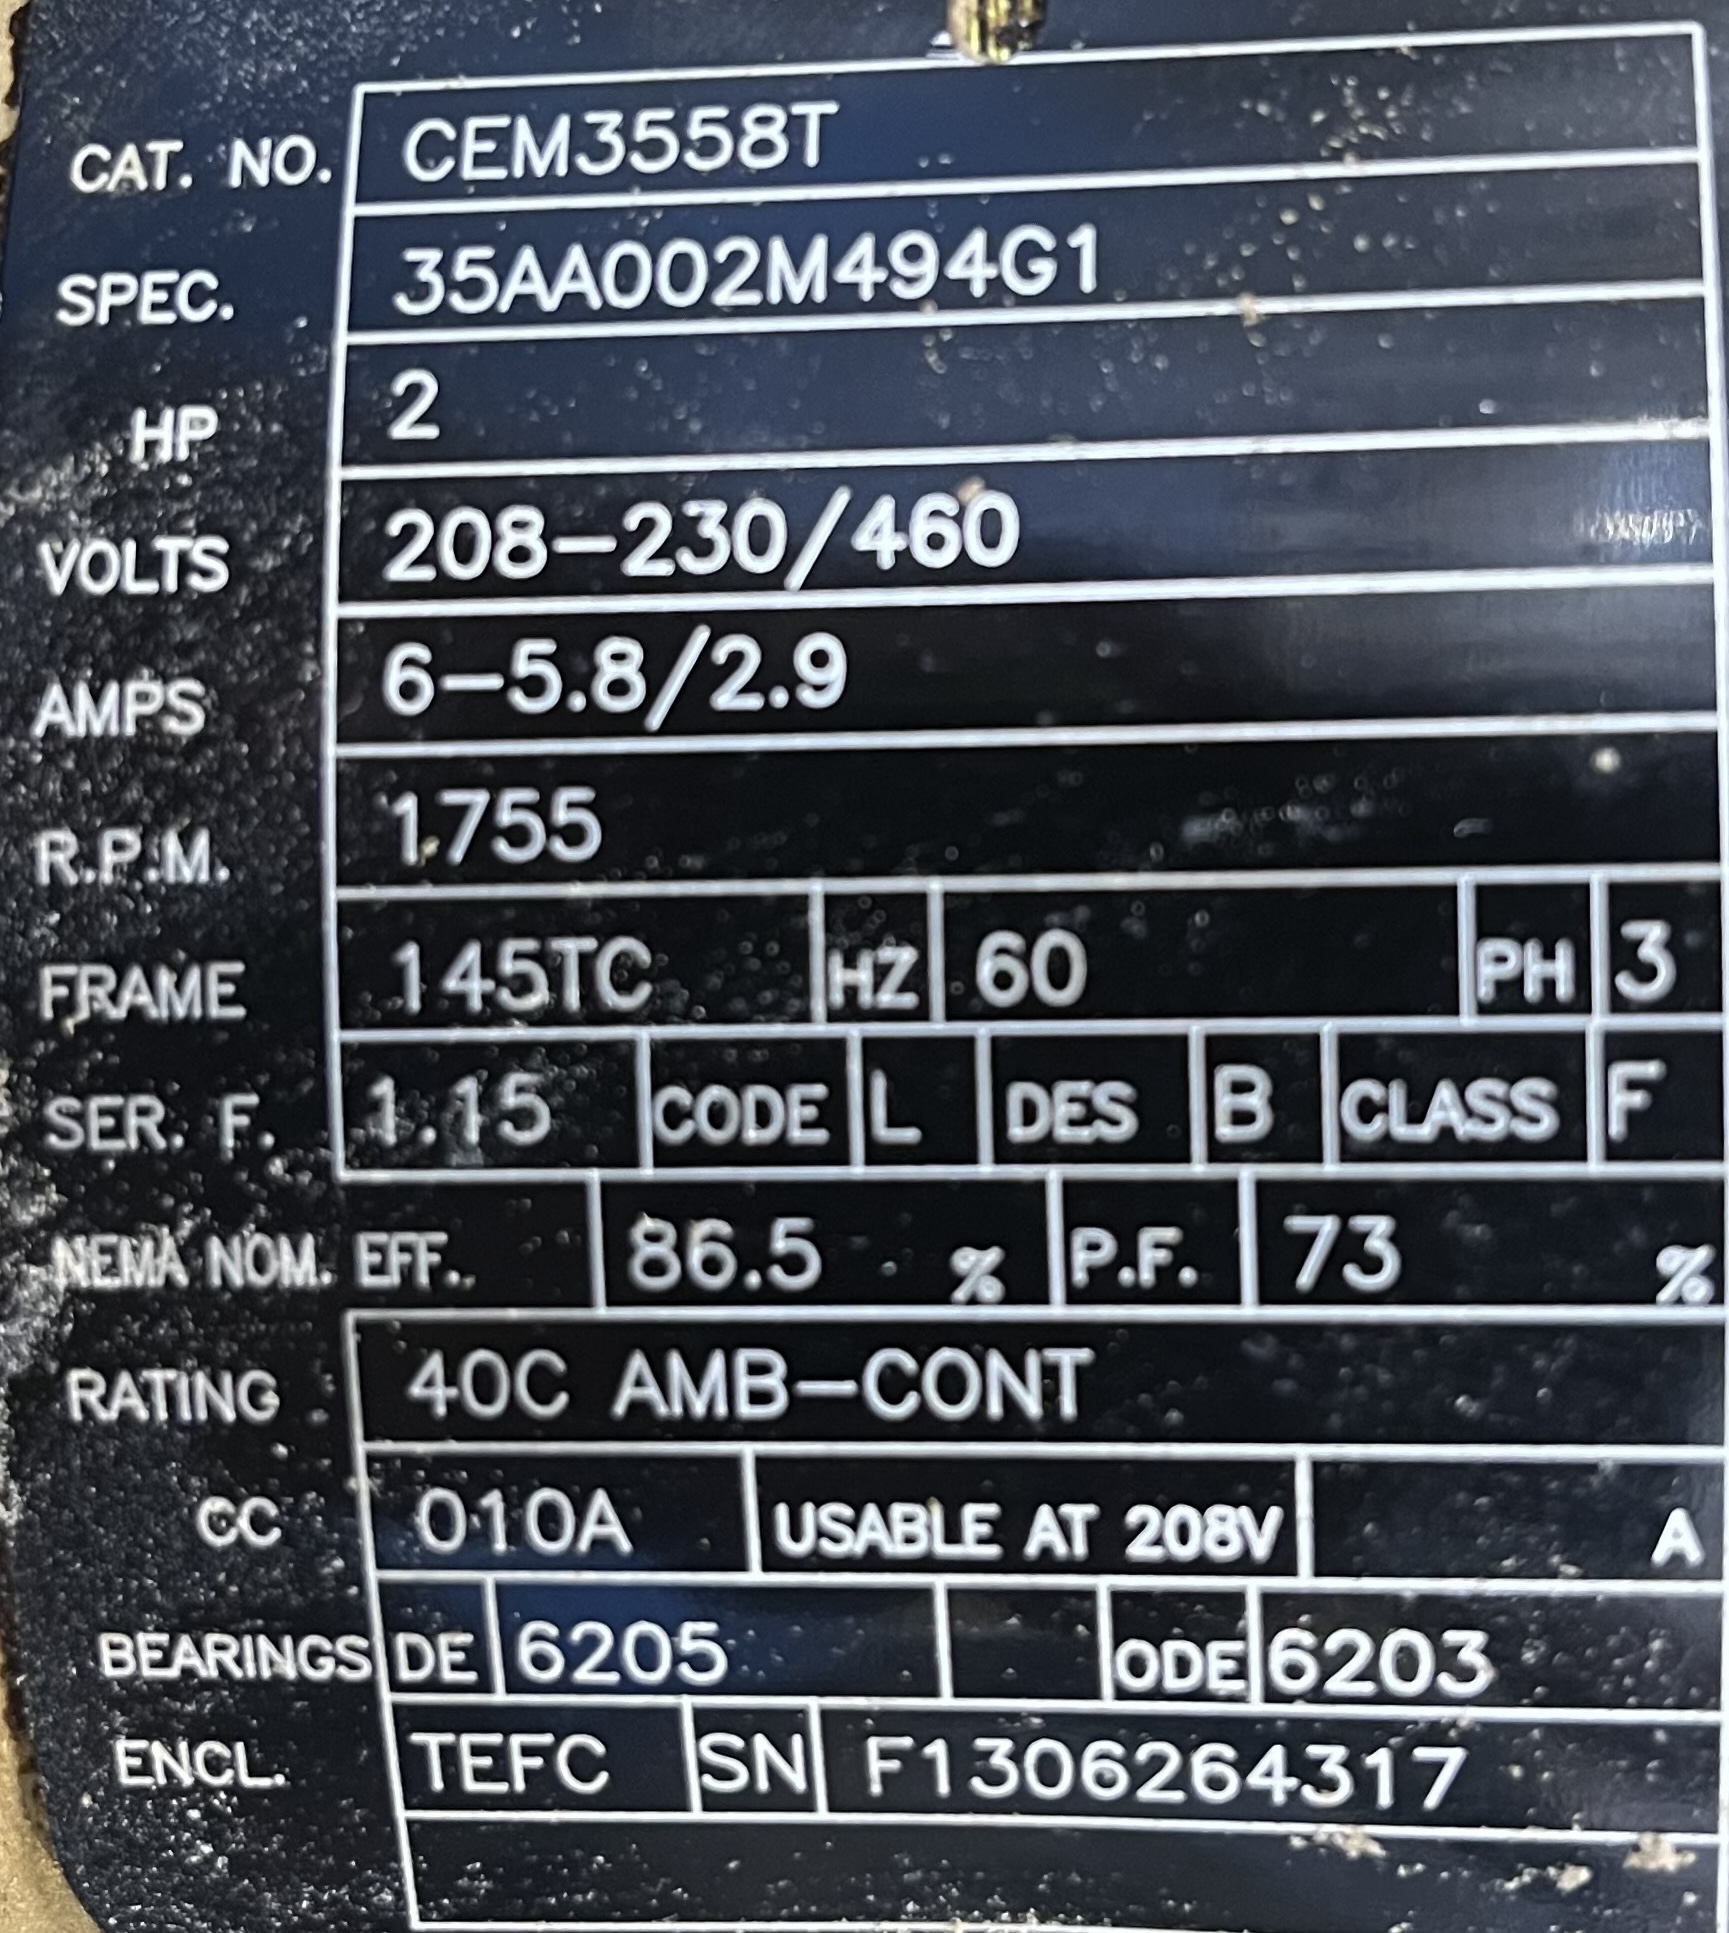 CAT. NO. CEM3558T
SPEC. 35AA002M494G1
HP 2
VOLTS 208-230/460
AMPS 6-5.8/2.9
R.P.M. 1755
FRAME 145TC HZ 60 PH 3
SER. F. 1.15 CODE L DES B CLASS F
NEMA NOM. EFF. 86.5 % P.F. 73 %
RATING 40C AMB-CONT
CC 010A USABLE AT 208V A
BEARINGS DE 6205 ODE 6203
ENCL. TEFC SN F1306264317